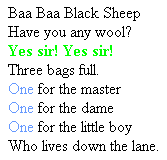 Baa Baa Black Sheep
Have you any wool?
Yes sir! Yes sir!
Three bags full.
One for the master
One for the dame
One for the little boy
Who lives down the lane.